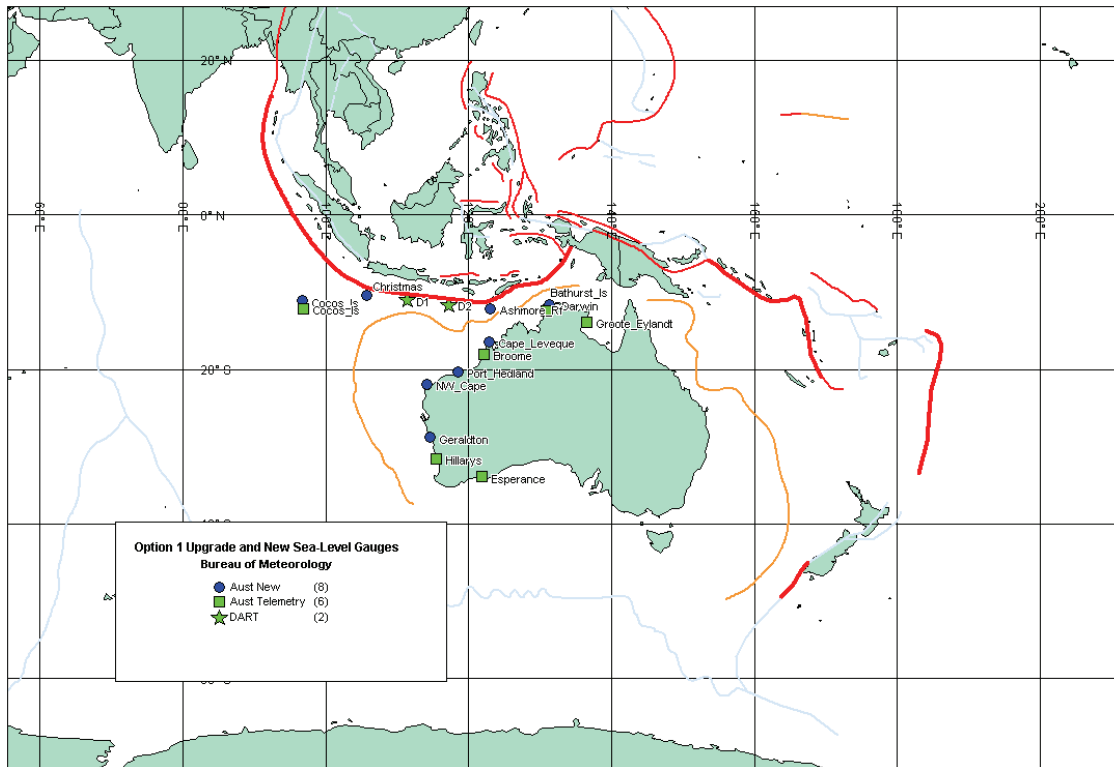 20° N
0° N
20° S
Christmas
Cocos_Is
Cocos_Is
D1
D2
Ashmore_Rf
Bathurst_Is
Darwin
Groote_Eylandt
Cape_Leveque
Broome
Port_Hedland
NW_Cape
Geraldton
Hillarys
Esperance
Option 1 Upgrade and New Sea-Level Gauges
Bureau of Meteorology
Aust New (8)
Aust Telemetry (6)
DART (2)